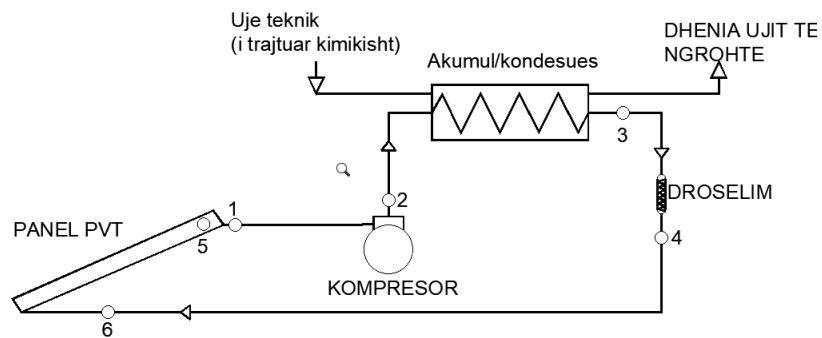 Uje teknik
(i trajtuar kimikisht)
DHENIA UJIT TE
NGROHTE
Akumul/kondesues
3
2
DROSELIM
1
PANEL PVT
5
4
KOMPRESOR
6